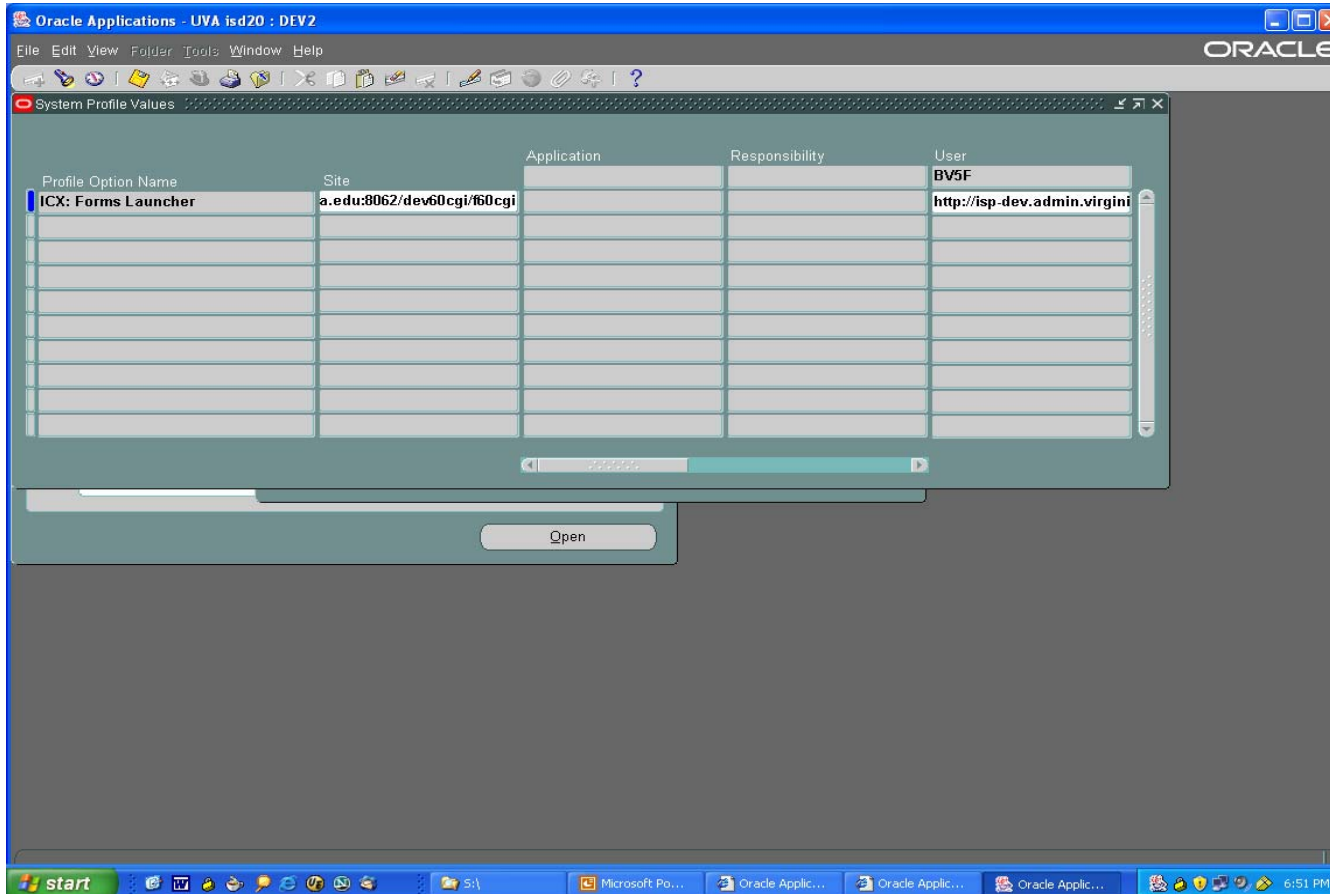 Oracle Applications - UVA isd20 : DEV2
File Edit View Folder Tools Window Help
ORACLE
System Profile Values
Application Responsibility User
Profile Option Name Site BV5F
ICX: Forms Launcher a.edu:8062/dev60cgi/f60cgi http://isp-dev.admin.virgini
Open
start S:\ Microsoft Po... Oracle Applic... Oracle Applic... Oracle Applic... 6:51 PM